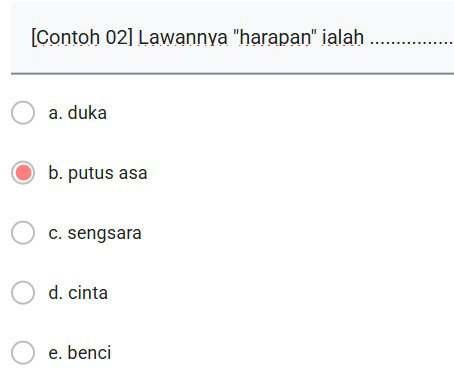 [Contoh 02] Lawannya "harapan" ialah ................
a. duka
b. putus asa
c. sengsara
d. cinta
e. benci